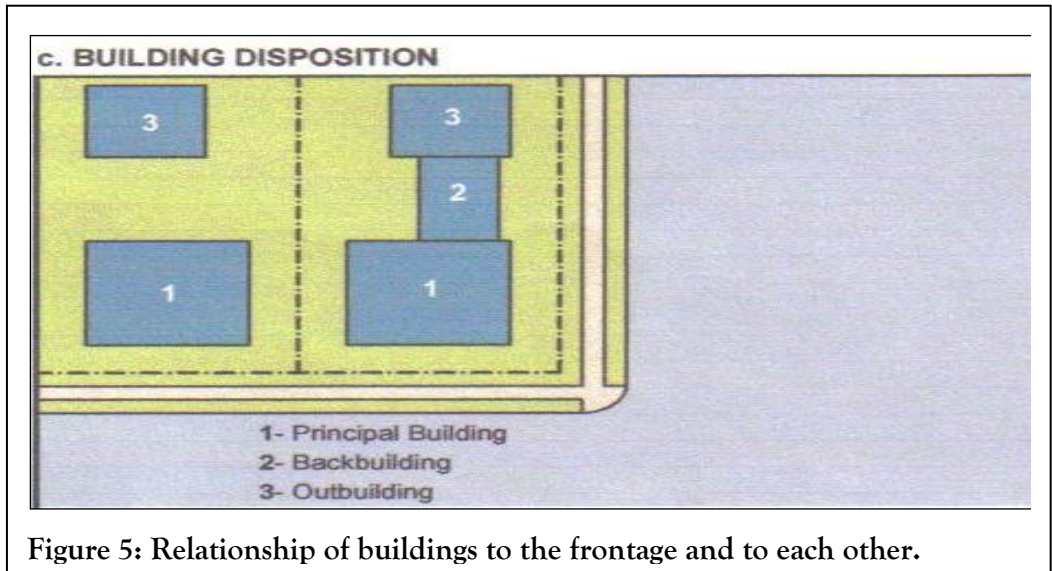 c. BUILDING DISPOSITION
3
3
2
1
1
1- Principal Building
2- Backbuilding
3- Outbuilding
Figure 5: Relationship of buildings to the frontage and to each other.